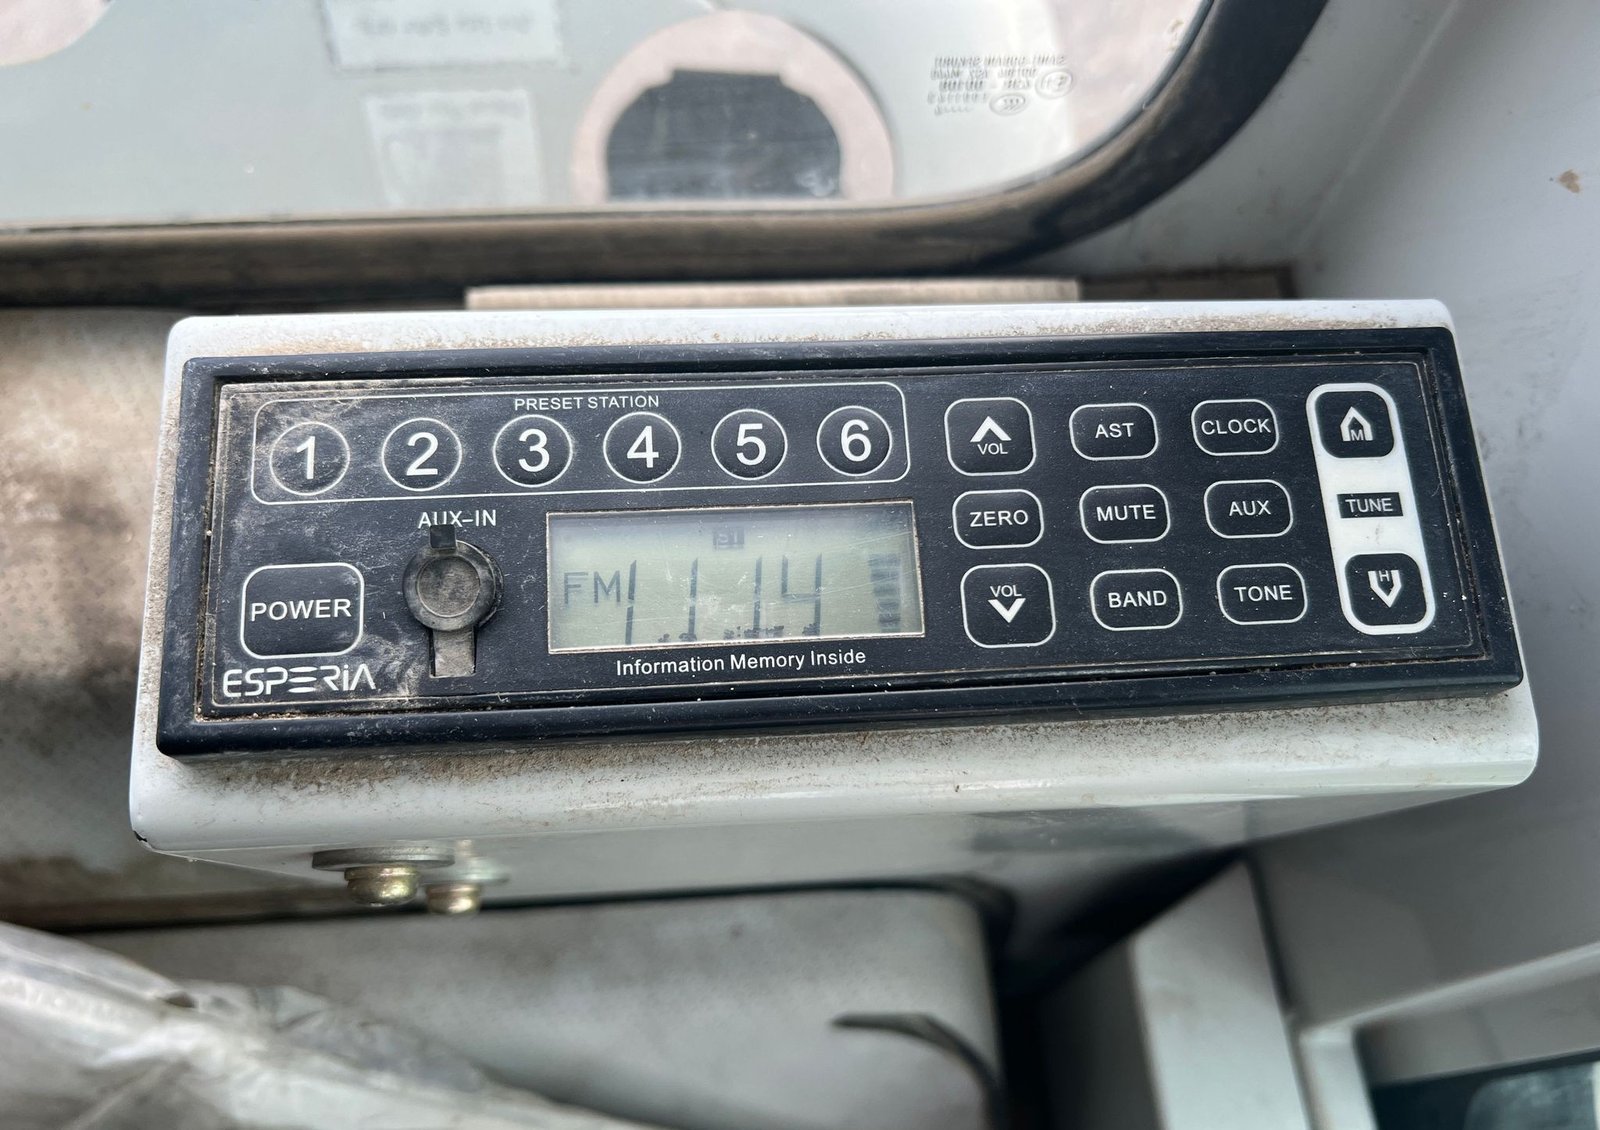 PRESET STATION
1 2 3 4 5 6
AUX-IN
POWER
ESPERiA
FM
Information Memory Inside
VOL
AST
CLOCK
ZERO
MUTE
AUX
VOL
BAND
TONE
M
TUNE
H